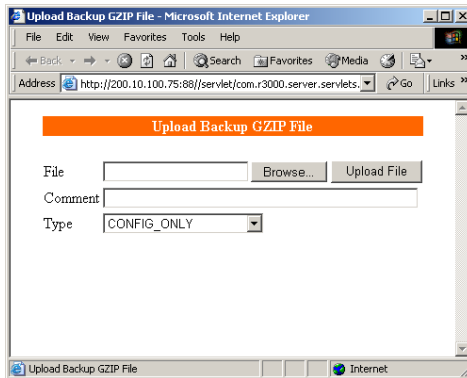 Upload Backup GZIP File - Microsoft Internet Explorer
File Edit View Favorites Tools Help
Back Search Favorites Media »
Address http://200.10.100.75:88//servlet/com.r3000.server.servlets. Go Links »
Upload Backup GZIP File
File Browse... Upload File
Comment
Type CONFIG_ONLY
Upload Backup GZIP File Internet